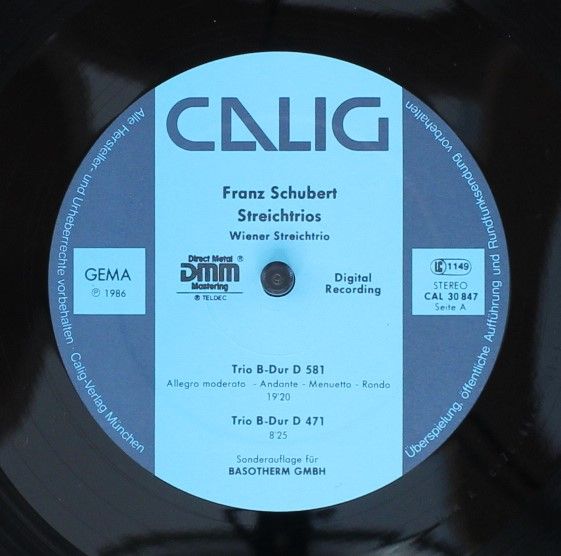 CALIG
Franz Schubert
Streichtrios
Wiener Streichtrio
GEMA
℗ 1986
Direct Metal ®
DMM
Mastering
® TELDEC
Digital
Recording
LC 1149
STEREO
CAL 30 847
Seite A
Trio B-Dur D 581
Allegro moderato - Andante - Menuetto - Rondo
19'20
Trio B-Dur D 471
8'25
Sonderauflage für
BASOTHERM GMBH
Alle Hersteller- und Urheberrechte vorbehalten · Calig-Verlag München
Überspielung, öffentliche Aufführung und Rundfunksendung vorbehalten